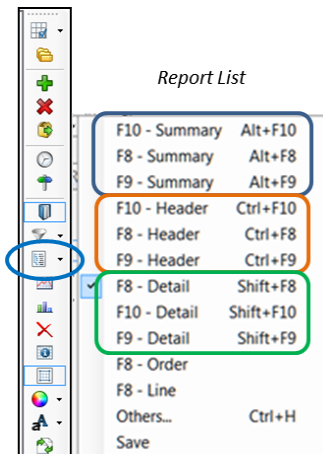 Report List
F10 - Summary Alt+F10
F8 - Summary Alt+F8
F9 - Summary Alt+F9
F10 - Header Ctrl+F10
F8 - Header Ctrl+F8
F9 - Header Ctrl+F9
F8 - Detail Shift+F8
F10 - Detail Shift+F10
F9 - Detail Shift+F9
F8 - Order
F8 - Line
Others... Ctrl+H
Save
aA